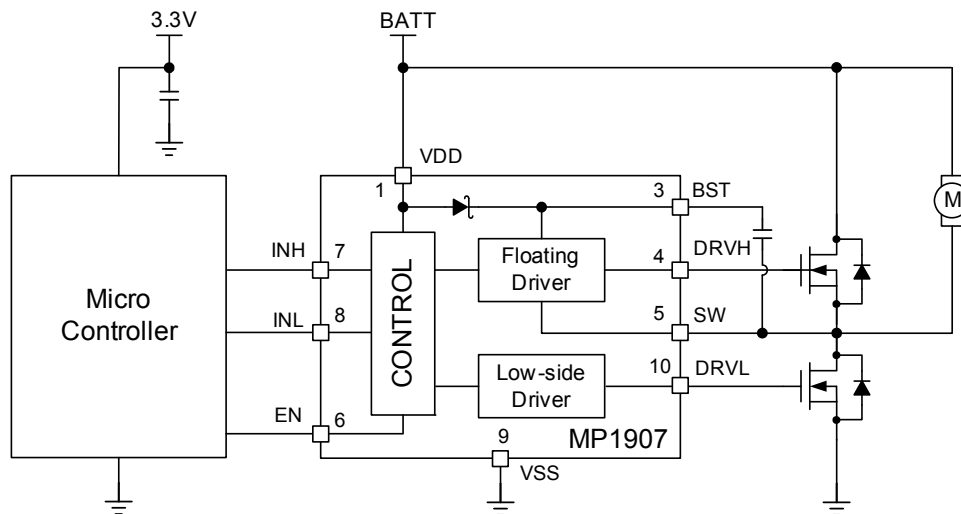 3.3V
BATT
VDD
1
3
BST
M
INH
7
Floating
Driver
4
DRVH
Micro
Controller
CONTROL
INL
8
5
SW
Low-side
Driver
10
DRVL
EN
6
9
MP1907
VSS